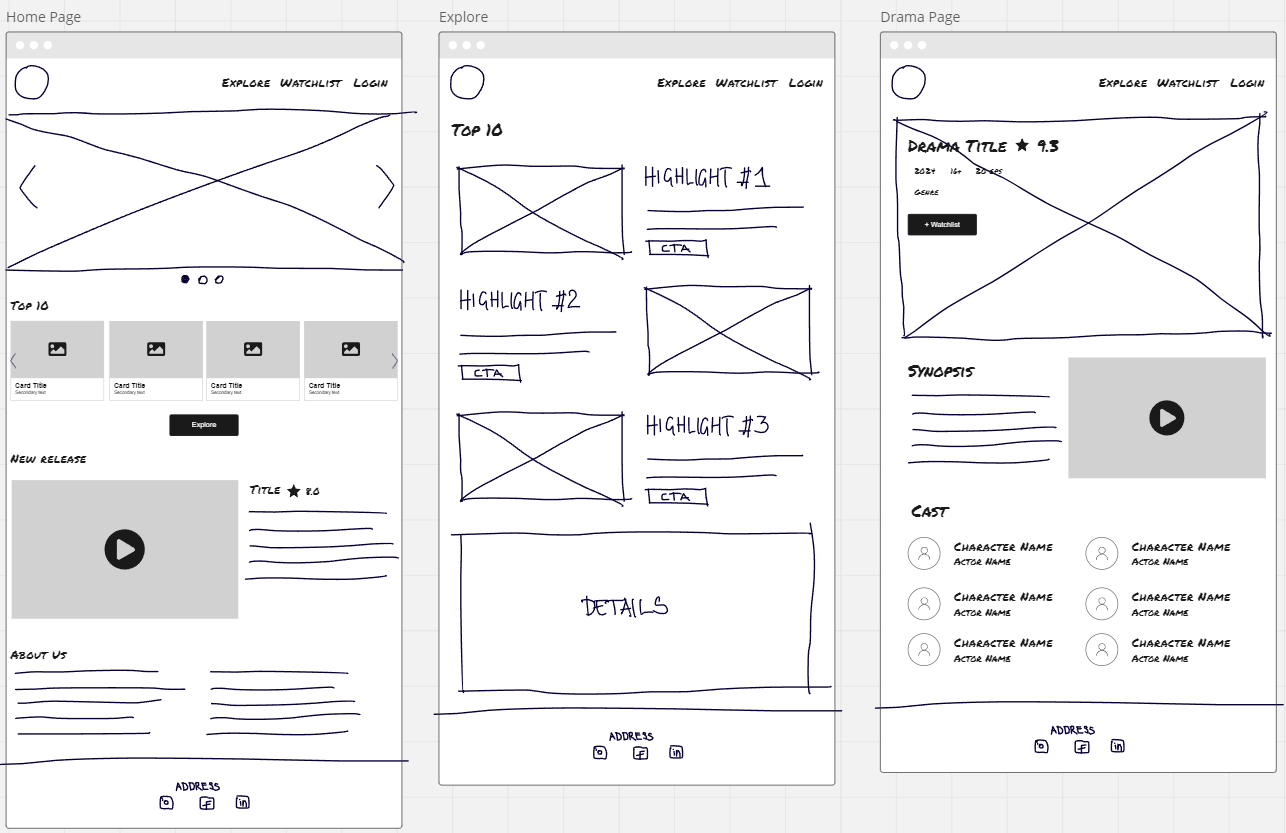 Home Page
Explore Watchlist Login
Top 10
Card Title
Secondary text
Card Title
Secondary text
Card Title
Secondary text
Card Title
Secondary text
Explore
New release
Title ★ 8.0
About Us
ADDRESS
f
in
Explore
Explore Watchlist Login
Top 10
HIGHLIGHT #1
CTA
HIGHLIGHT #2
CTA
HIGHLIGHT #3
CTA
DETAILS
ADDRESS
f
in
Drama Page
Explore Watchlist Login
Drama Title ★ 9.3
2024 16+ 20 eps
Genre
+ Watchlist
Synopsis
Cast
Character Name
Actor Name
Character Name
Actor Name
Character Name
Actor Name
Character Name
Actor Name
Character Name
Actor Name
Character Name
Actor Name
ADDRESS
f
in